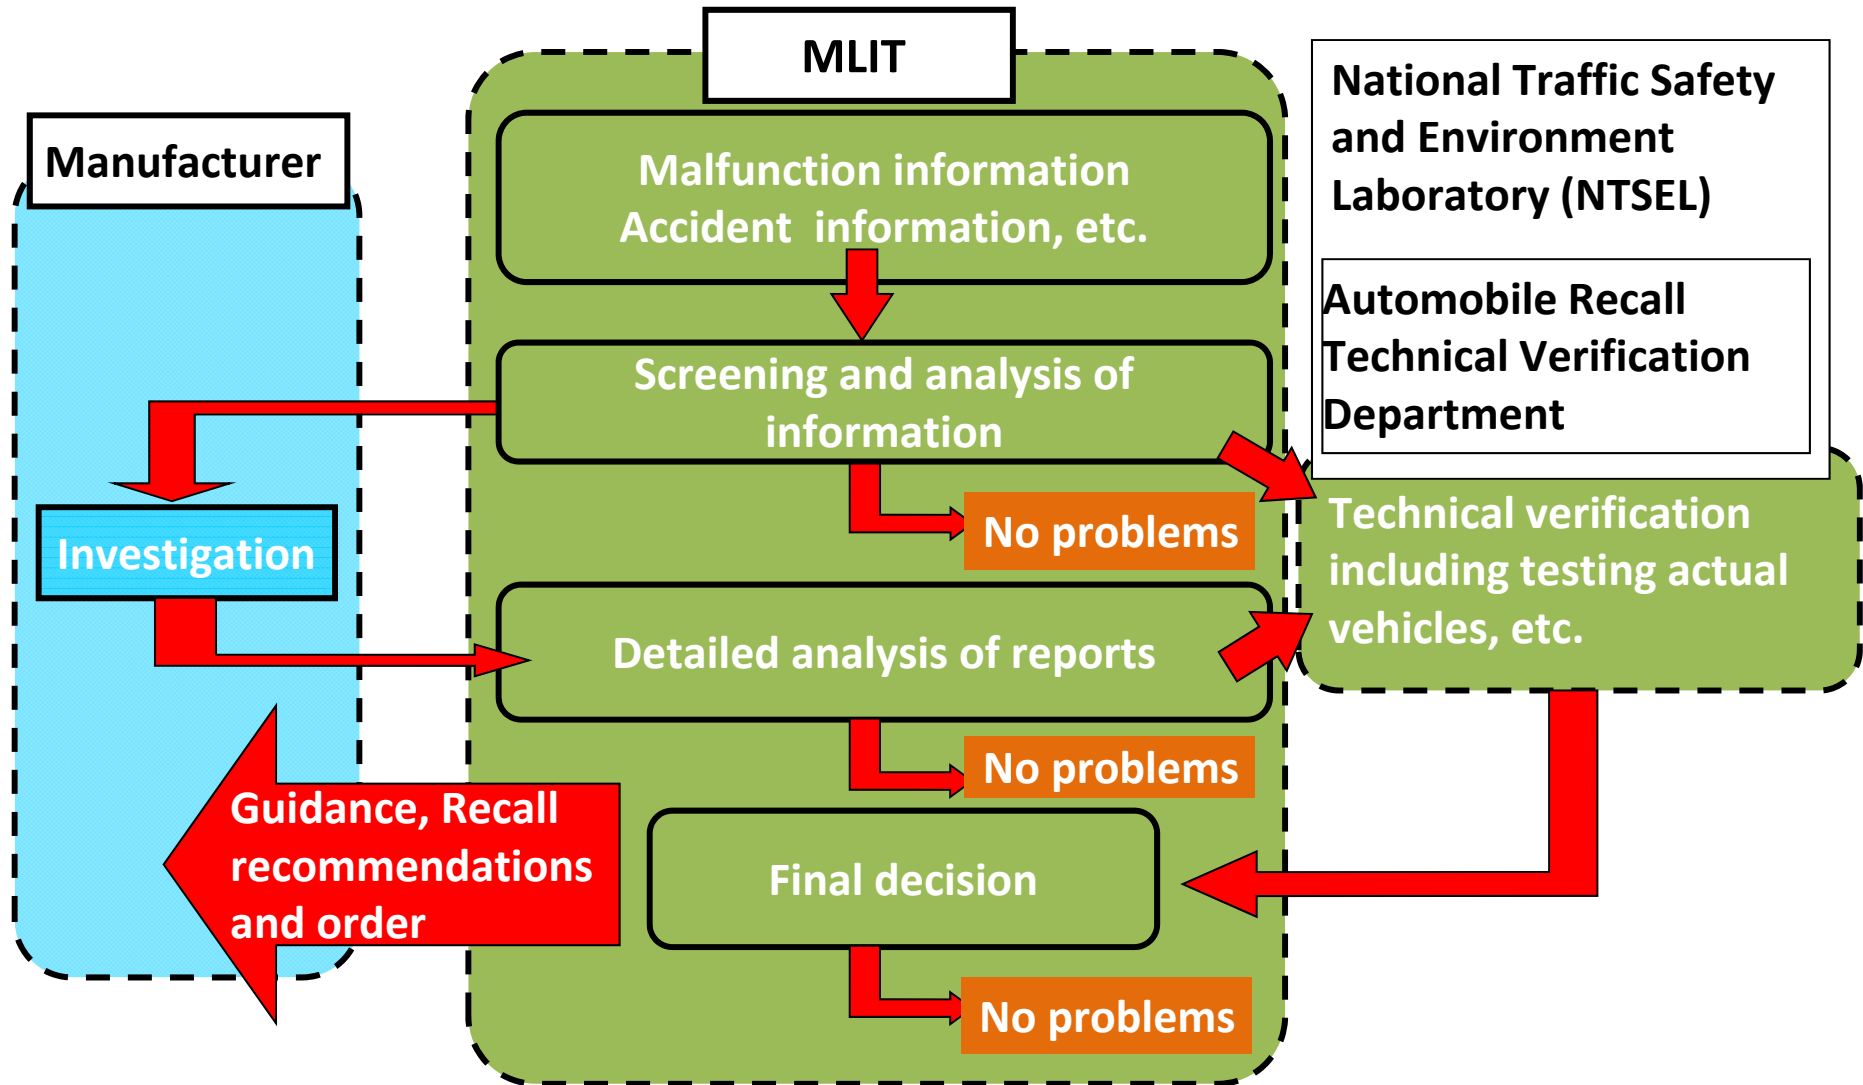 MLIT
Manufacturer
Malfunction information
Accident  information, etc.
Screening and analysis of
information
No problems
Investigation
Detailed analysis of reports
No problems
Guidance, Recall
recommendations
and order
Final decision
No problems
National Traffic Safety
and Environment
Laboratory (NTSEL)
Automobile Recall
Technical Verification
Department
Technical verification
including testing actual
vehicles, etc.